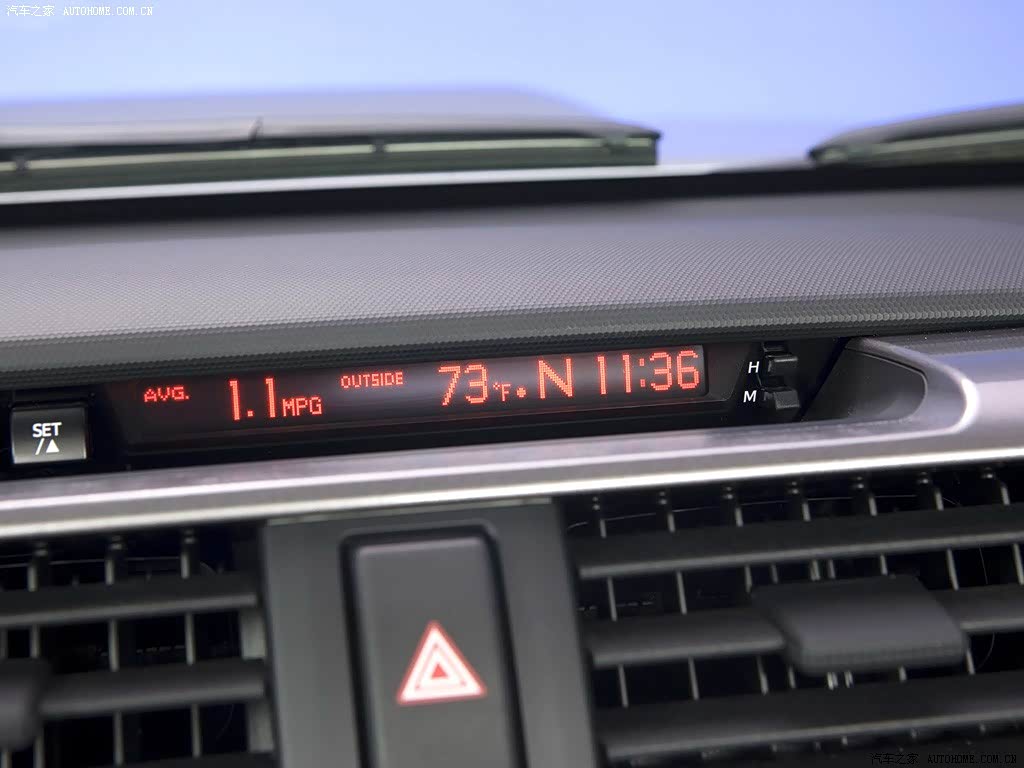 汽车之家 AUTOHOME.COM.CN
AVG. 1.1 MPG OUTSIDE 73°F. N 11:36
H
M
SET
/▲
汽车之家 AUTOHOME.COM.CN